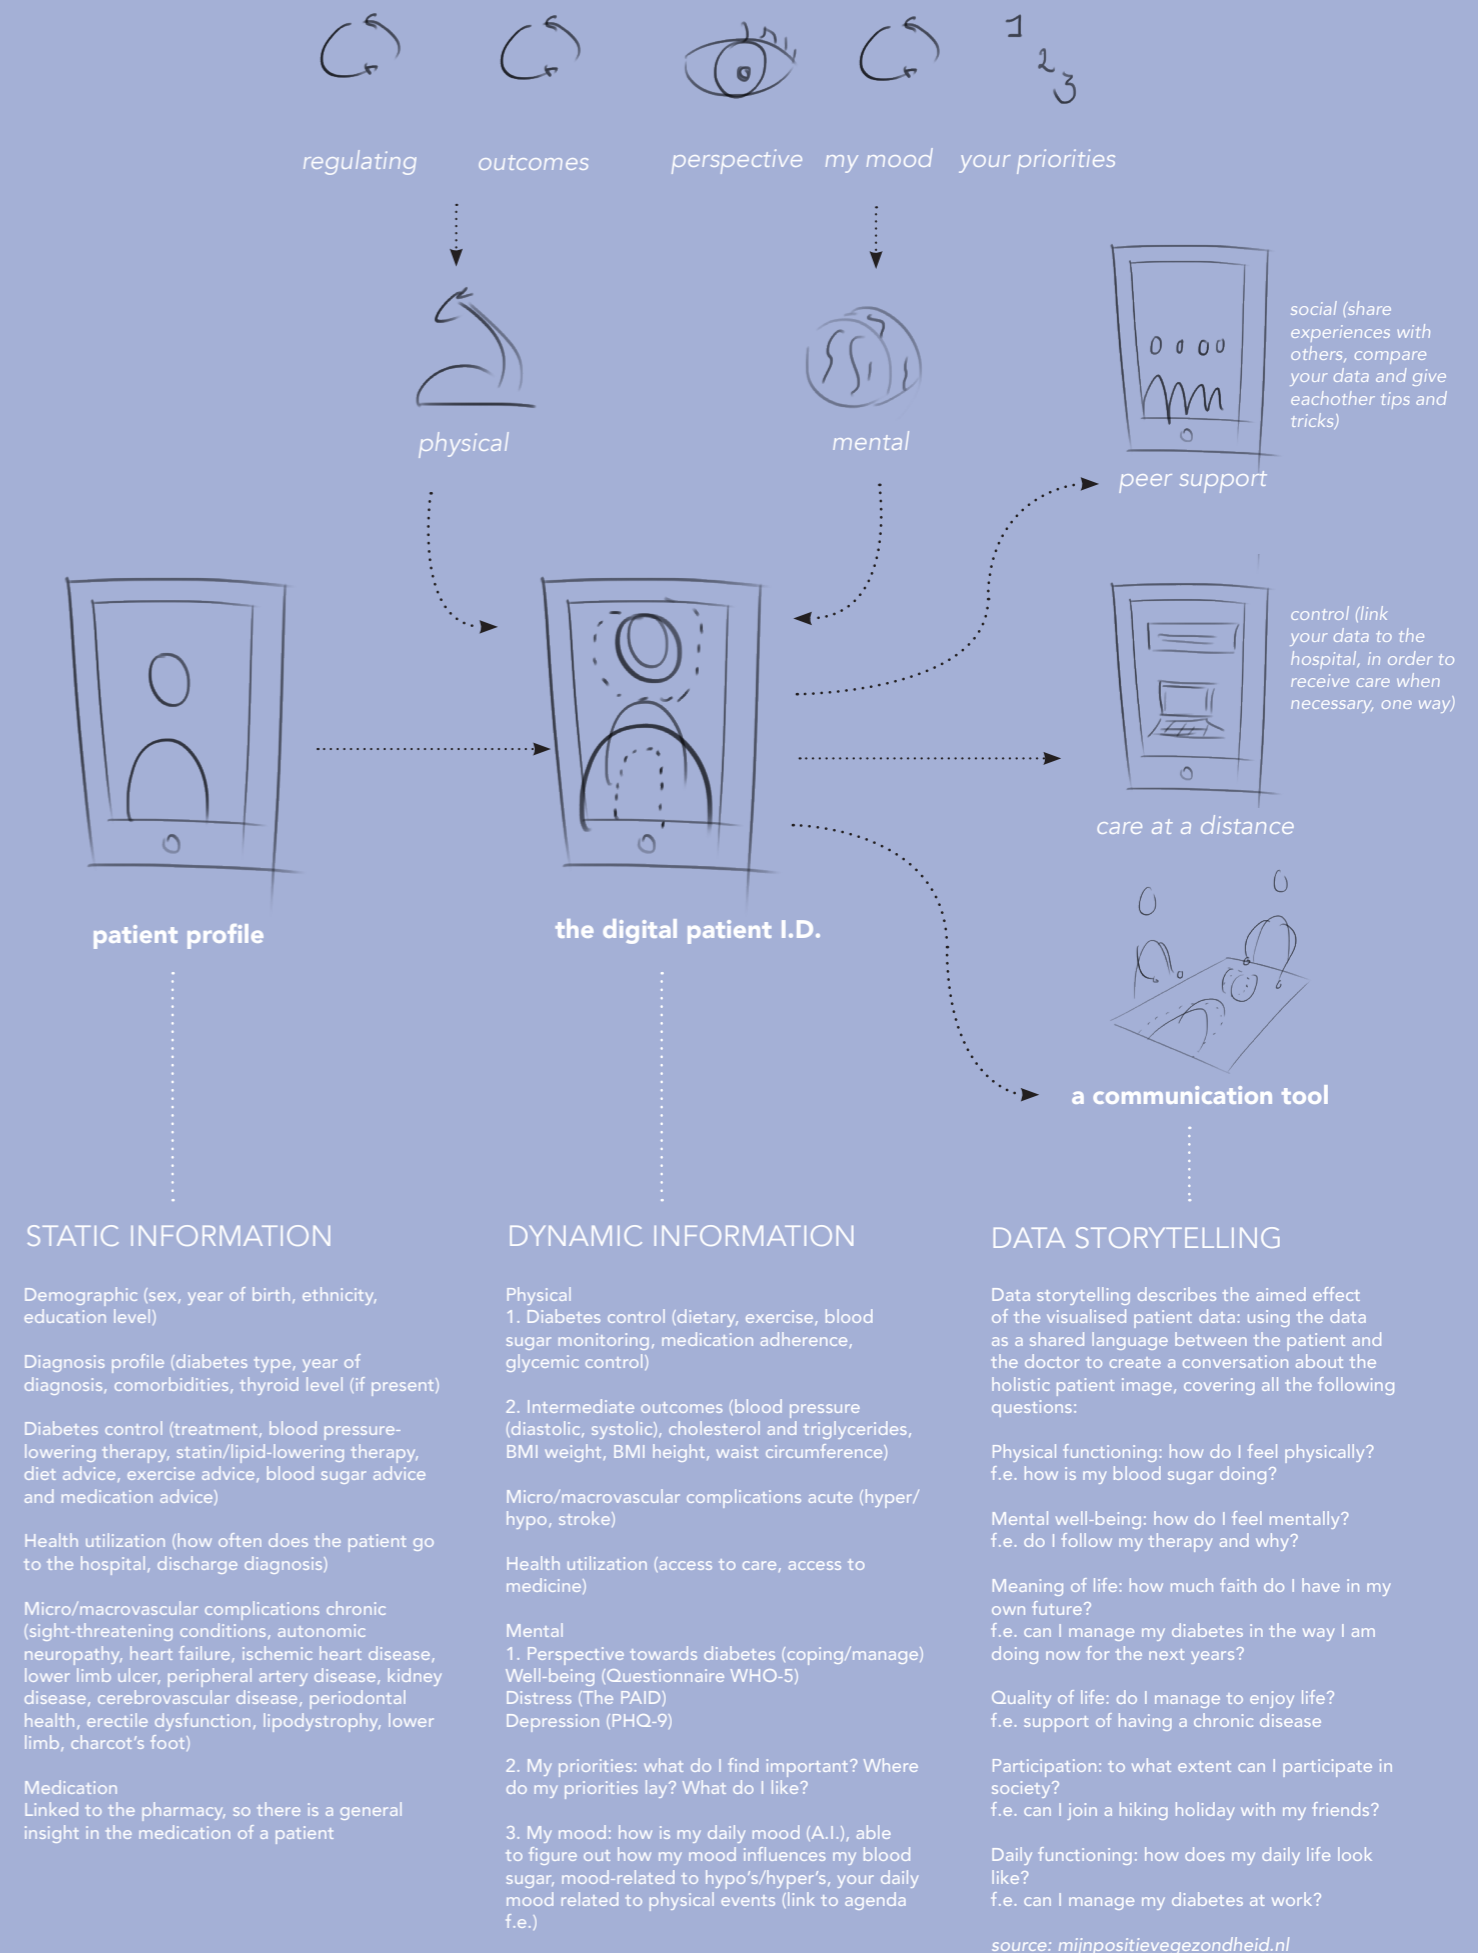 1
2
3
regulating
outcomes
perspective
my mood
your priorities
physical
mental
social (share
experiences with
others, compare
your data and give
eachother tips and
tricks)
peer support
control (link
your data to the
hospital, in order to
receive care when
necessary, one way)
care at a distance
patient profile
the digital patient I.D.
a communication tool
STATIC INFORMATION
Demographic (sex, year of birth, ethnicity,
education level)
Diagnosis profile (diabetes type, year of
diagnosis, comorbidities, thyroid level (if present)
Diabetes control (treatment, blood pressure-
lowering therapy, statin/lipid-lowering therapy,
diet advice, exercise advice, blood sugar advice
and medication advice)
Health utilization (how often does the patient go
to the hospital, discharge diagnosis)
Micro/macrovascular complications chronic
(sight-threatening conditions, autonomic
neuropathy, heart failure, ischemic heart disease,
lower limb ulcer, peripheral artery disease, kidney
disease, cerebrovascular disease, periodontal
health, erectile dysfunction, lipodystrophy, lower
limb, charcot's foot)
Medication
Linked to the pharmacy, so there is a general
insight in the medication of a patient
DYNAMIC INFORMATION
Physical
1. Diabetes control (dietary, exercise, blood
sugar monitoring, medication adherence,
glycemic control)
2. Intermediate outcomes (blood pressure
(diastolic, systolic), cholesterol and triglycerides,
BMI weight, BMI height, waist circumference)
Micro/macrovascular complications acute (hyper/
hypo, stroke)
Health utilization (access to care, access to
medicine)
Mental
1. Perspective towards diabetes (coping/manage)
Well-being (Questionnaire WHO-5)
Distress (The PAID)
Depression (PHQ-9)
2. My priorities: what do I find important? Where
do my priorities lay? What do I like?
3. My mood: how is my daily mood (A.I.), able
to figure out how my mood influences my blood
sugar, mood-related to hypo's/hyper's, your daily
mood related to physical events (link to agenda
f.e.)
DATA STORYTELLING
Data storytelling describes the aimed effect
of the visualised patient data: using the data
as a shared language between the patient and
the doctor to create a conversation about the
holistic patient image, covering all the following
questions:
Physical functioning: how do I feel physically?
f.e. how is my blood sugar doing?
Mental well-being: how do I feel mentally?
f.e. do I follow my therapy and why?
Meaning of life: how much faith do I have in my
own future?
f.e. can I manage my diabetes in the way I am
doing now for the next years?
Quality of life: do I manage to enjoy life?
f.e. support of having a chronic disease
Participation: to what extent can I participate in
society?
f.e. can I join a hiking holiday with my friends?
Daily functioning: how does my daily life look
like?
f.e. can I manage my diabetes at work?
source: mijnpositievegezondheid.nl